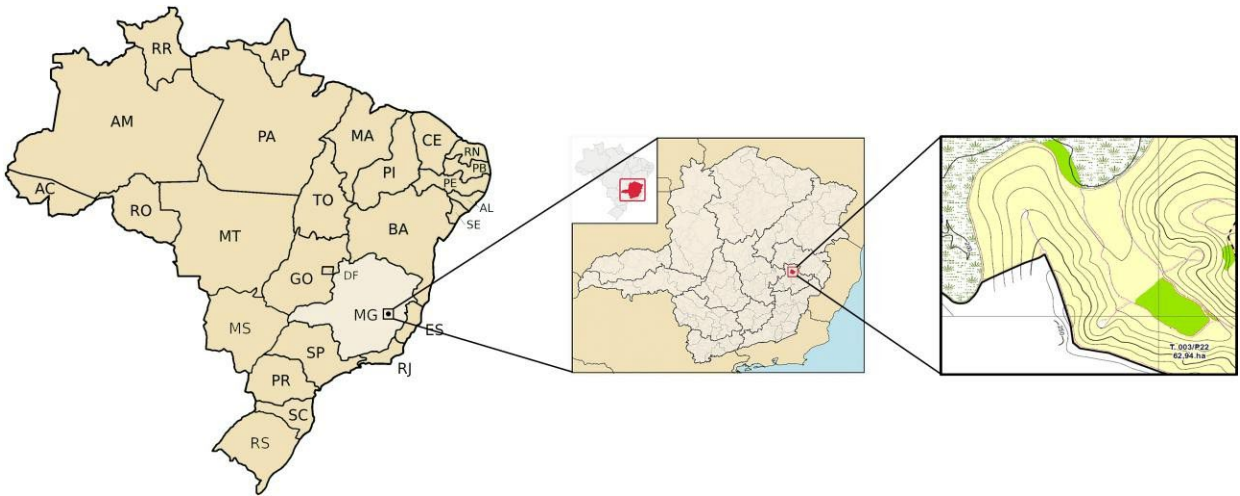 RR
AP
AM
PA
MA
CE
RN
PB
PE
PI
AC
AL
TO
SE
RO
BA
MT
GO
DF
MG
ES
MS
SP
RJ
PR
SC
RS
T. 003/P22
62.94 ha